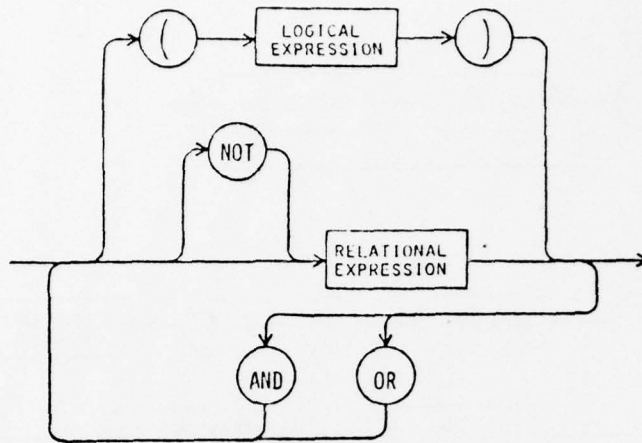 (
LOGICAL
EXPRESSION
)
NOT
RELATIONAL
EXPRESSION
AND
OR